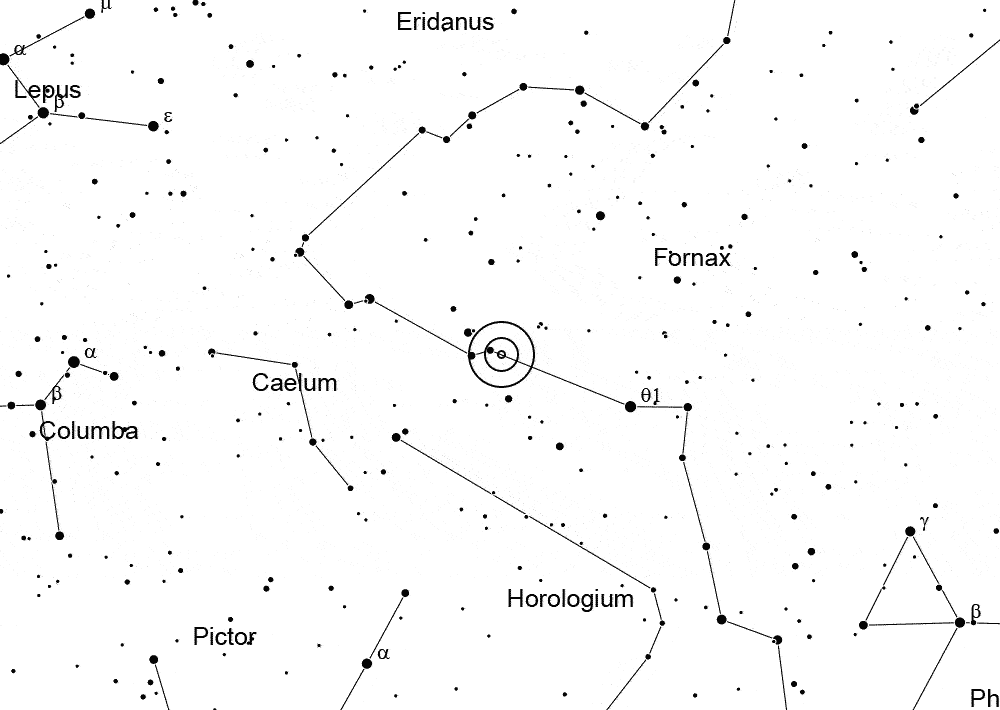 μ
Eridanus
α
Lepus
β
ε
Fornax
α
Caelum
β
θ1
Columba
γ
Horologium
β
Pictor
α
Ph